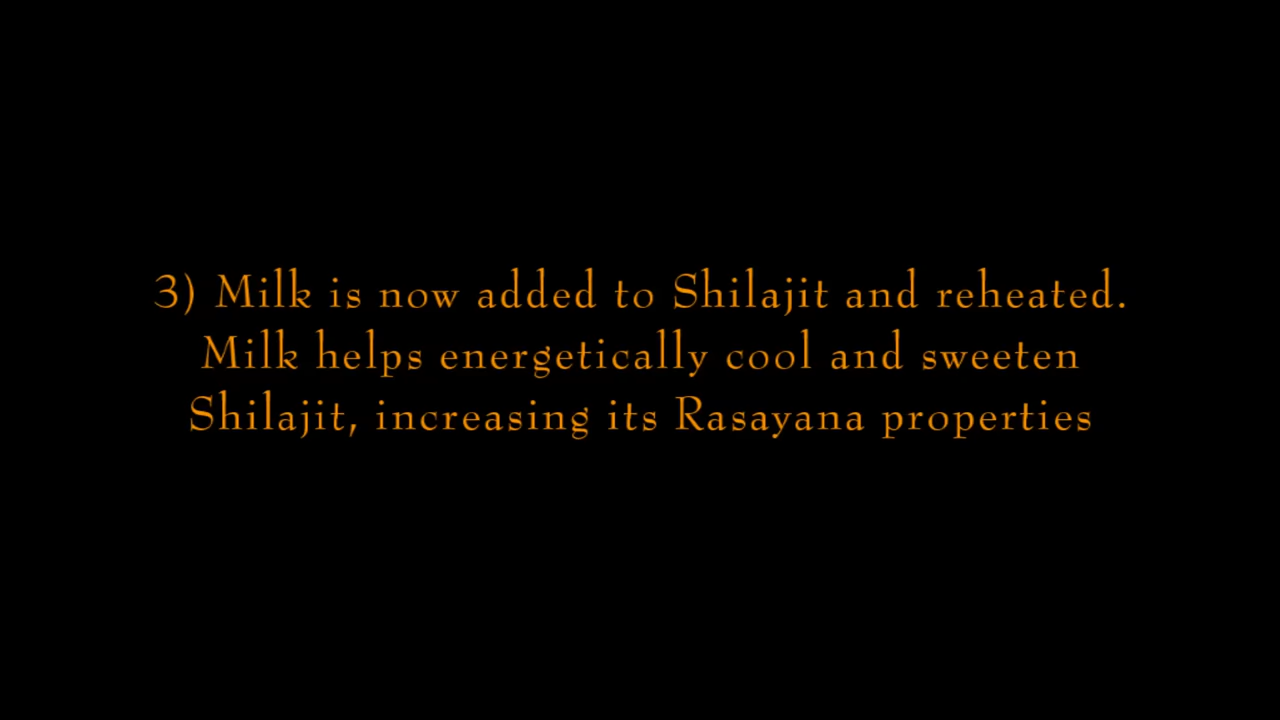 3) Milk is now added to Shilajit and reheated.
Milk helps energetically cool and sweeten
Shilajit, increasing its Rasayana properties